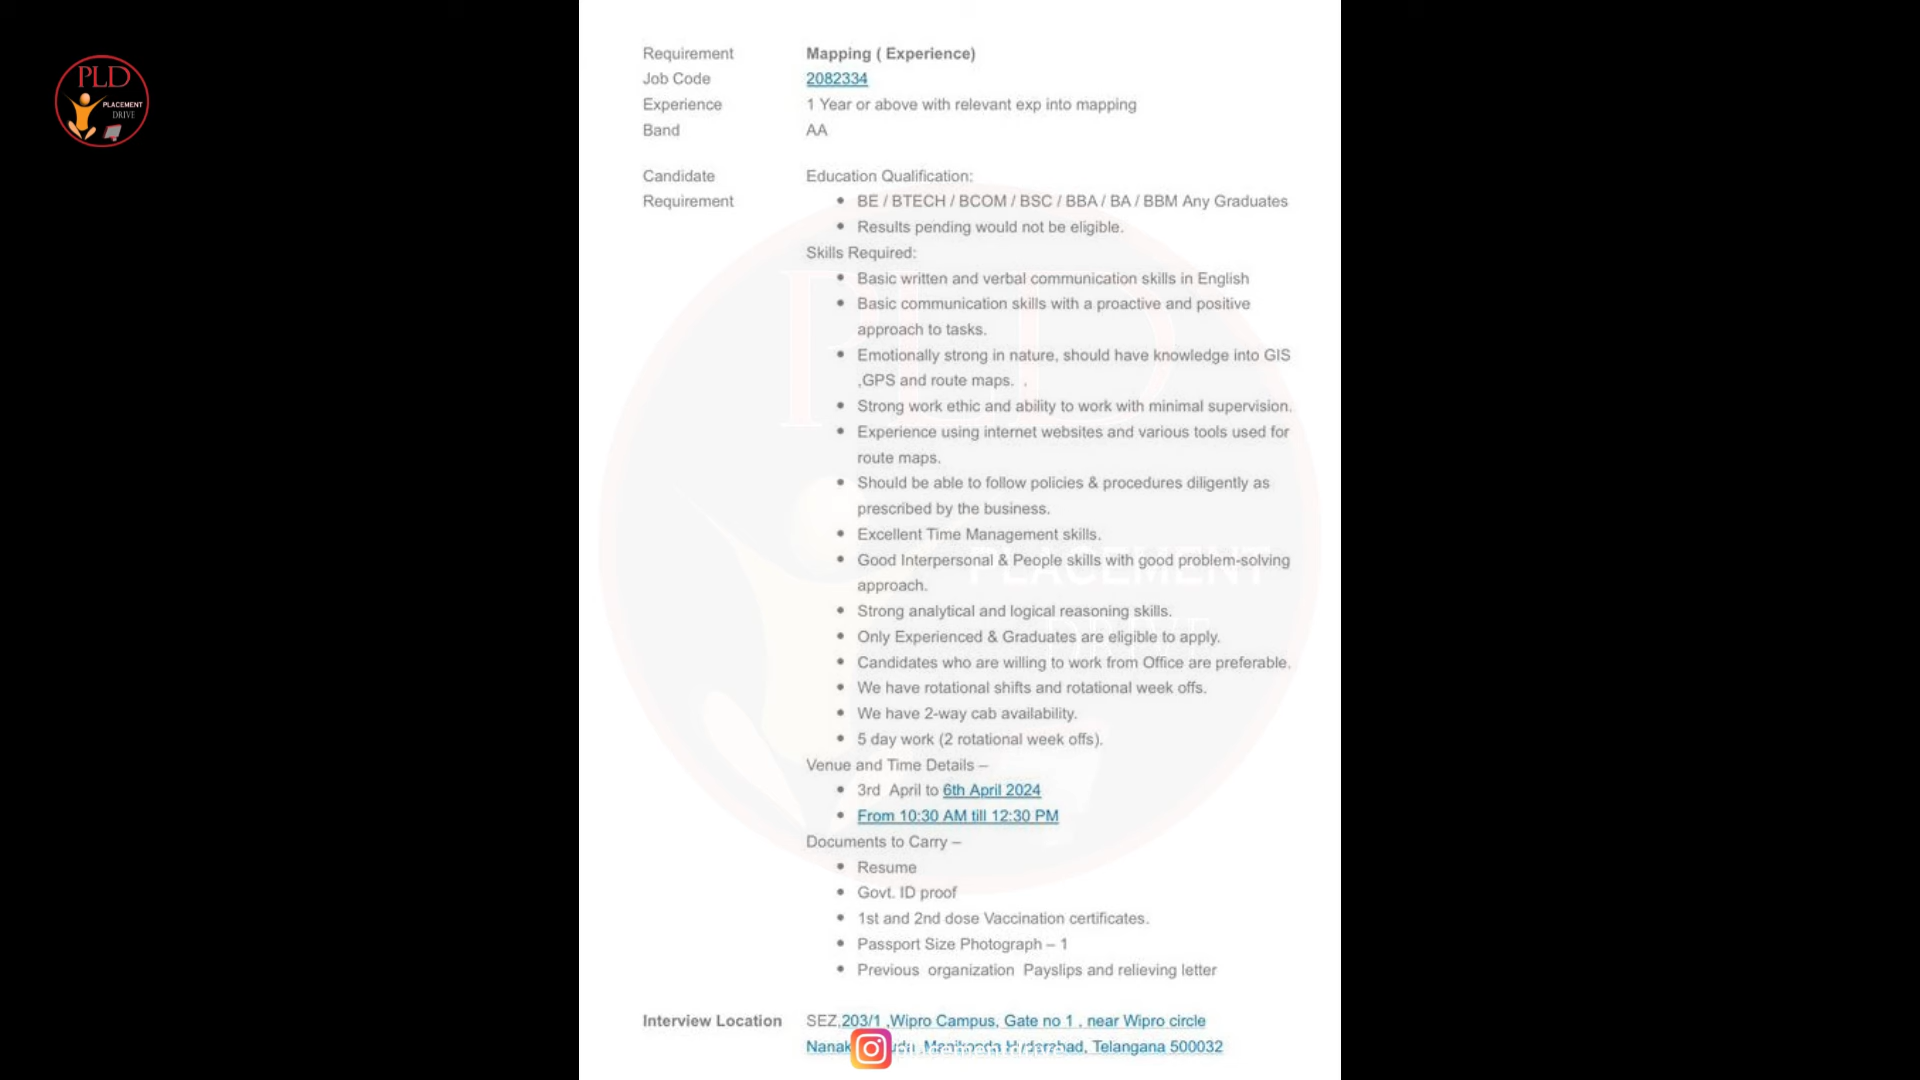 PLD
PLACEMENT
DRIVE
Requirement Mapping ( Experience)
Job Code 2082334
Experience 1 Year or above with relevant exp into mapping
Band AA
Candidate Education Qualification:
Requirement • BE / BTECH / BCOM / BSC / BBA / BA / BBM Any Graduates
• Results pending would not be eligible.
Skills Required:
• Basic written and verbal communication skills in English
• Basic communication skills with a proactive and positive
approach to tasks.
• Emotionally strong in nature, should have knowledge into GIS
,GPS and route maps. .
• Strong work ethic and ability to work with minimal supervision.
• Experience using internet websites and various tools used for
route maps.
• Should be able to follow policies & procedures diligently as
prescribed by the business.
• Excellent Time Management skills.
• Good Interpersonal & People skills with good problem-solving
approach.
• Strong analytical and logical reasoning skills.
• Only Experienced & Graduates are eligible to apply.
• Candidates who are willing to work from Office are preferable.
• We have rotational shifts and rotational week offs.
• We have 2-way cab availability.
• 5 day work (2 rotational week offs).
Venue and Time Details –
• 3rd April to 6th April 2024
• From 10:30 AM till 12:30 PM
Documents to Carry –
• Resume
• Govt. ID proof
• 1st and 2nd dose Vaccination certificates.
• Passport Size Photograph – 1
• Previous organization Payslips and relieving letter
Interview Location SEZ,203/1 ,Wipro Campus, Gate no 1 , near Wipro circle
Manikonda Hyderabad, Telangana 500032
PLD
PLACEMENT
DRIVE